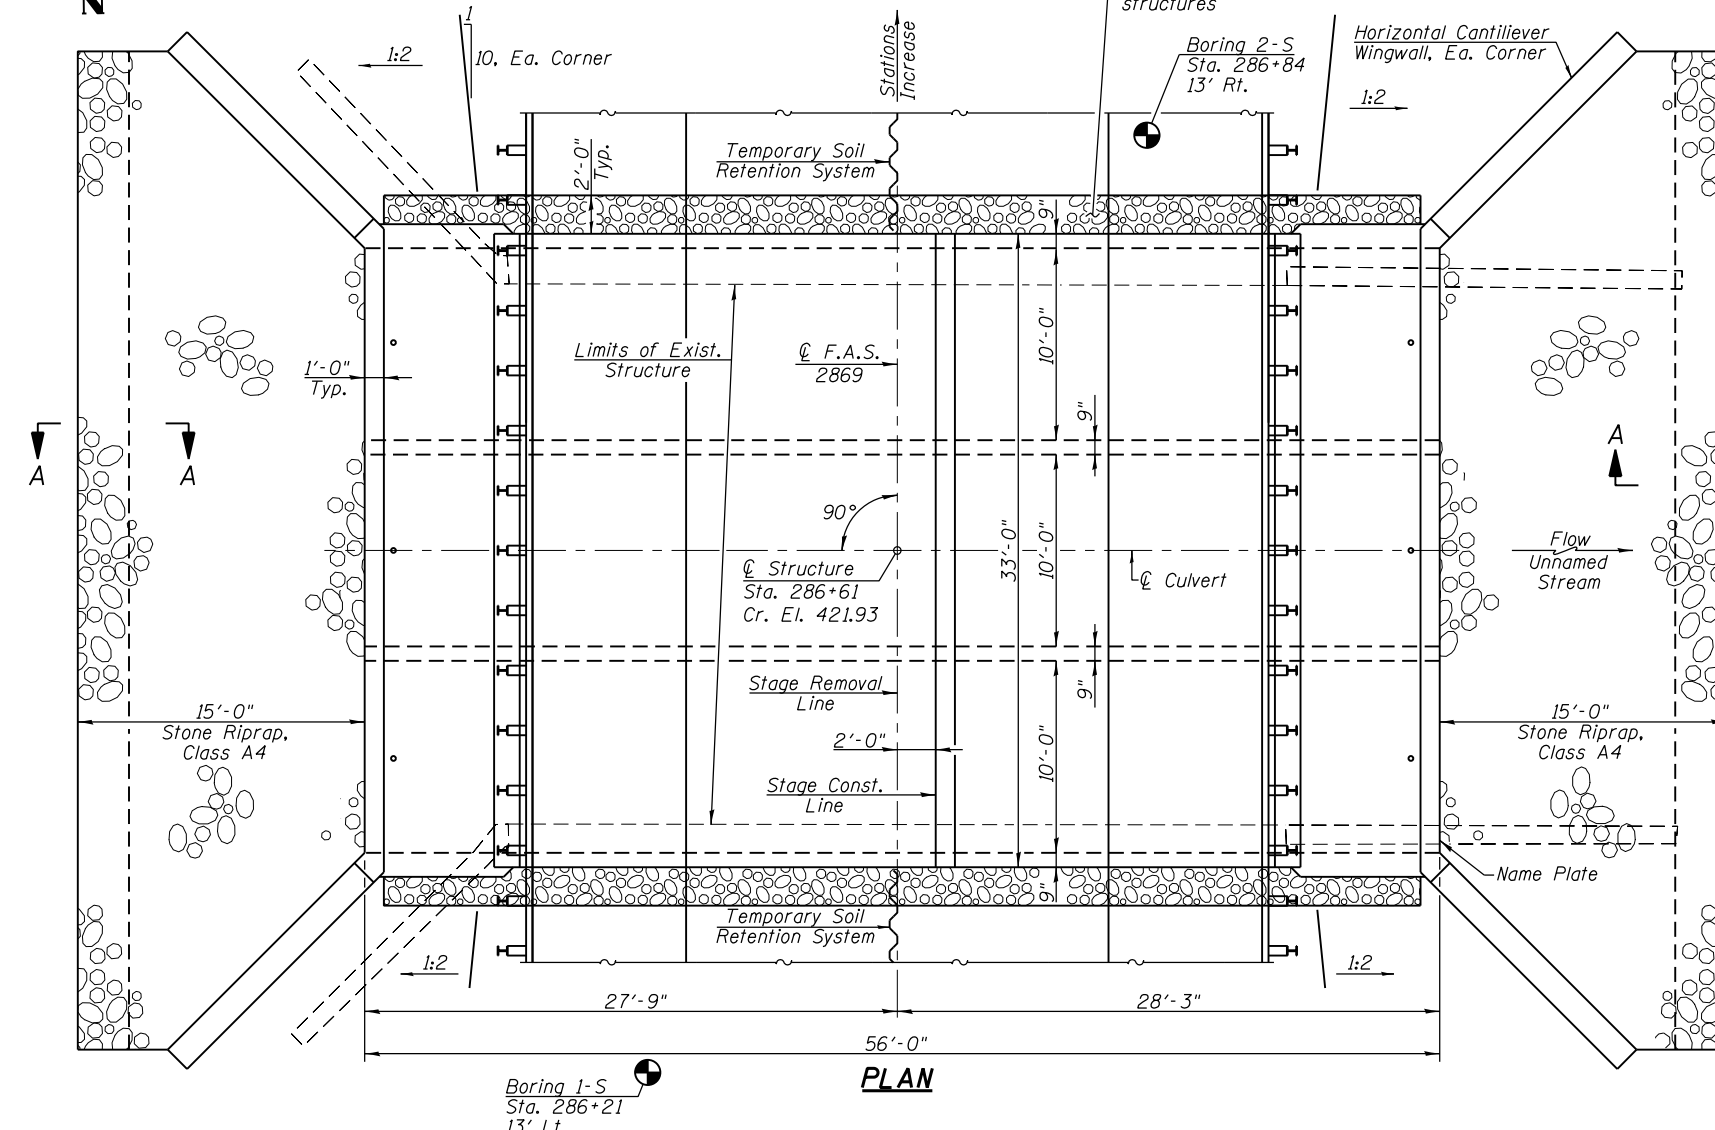 N
structures
1
10, Ea. Corner
1:2
Stations
Increase
Boring 2-S
Sta. 286+84
13' Rt.
Horizontal Cantiliever
Wingwall, Ea. Corner
1:2
2'-0"
Typ.
Temporary Soil
Retention System
9"
Limits of Exist.
Structure
℄ F.A.S.
2869
10'-0"
1'-0"
Typ.
9"
A
A
A
90°
33'-0"
10'-0"
℄ Structure
Sta. 286+61
Cr. El. 421.93
℄ Culvert
Flow
Unnamed
Stream
Stage Removal
Line
9"
15'-0"
Stone Riprap,
Class A4
15'-0"
Stone Riprap,
Class A4
2'-0"
10'-0"
Stage Const.
Line
Name Plate
9"
Temporary Soil
Retention System
1:2
1:2
27'-9"
28'-3"
56'-0"
PLAN
Boring 1-S
Sta. 286+21
13' Lt.